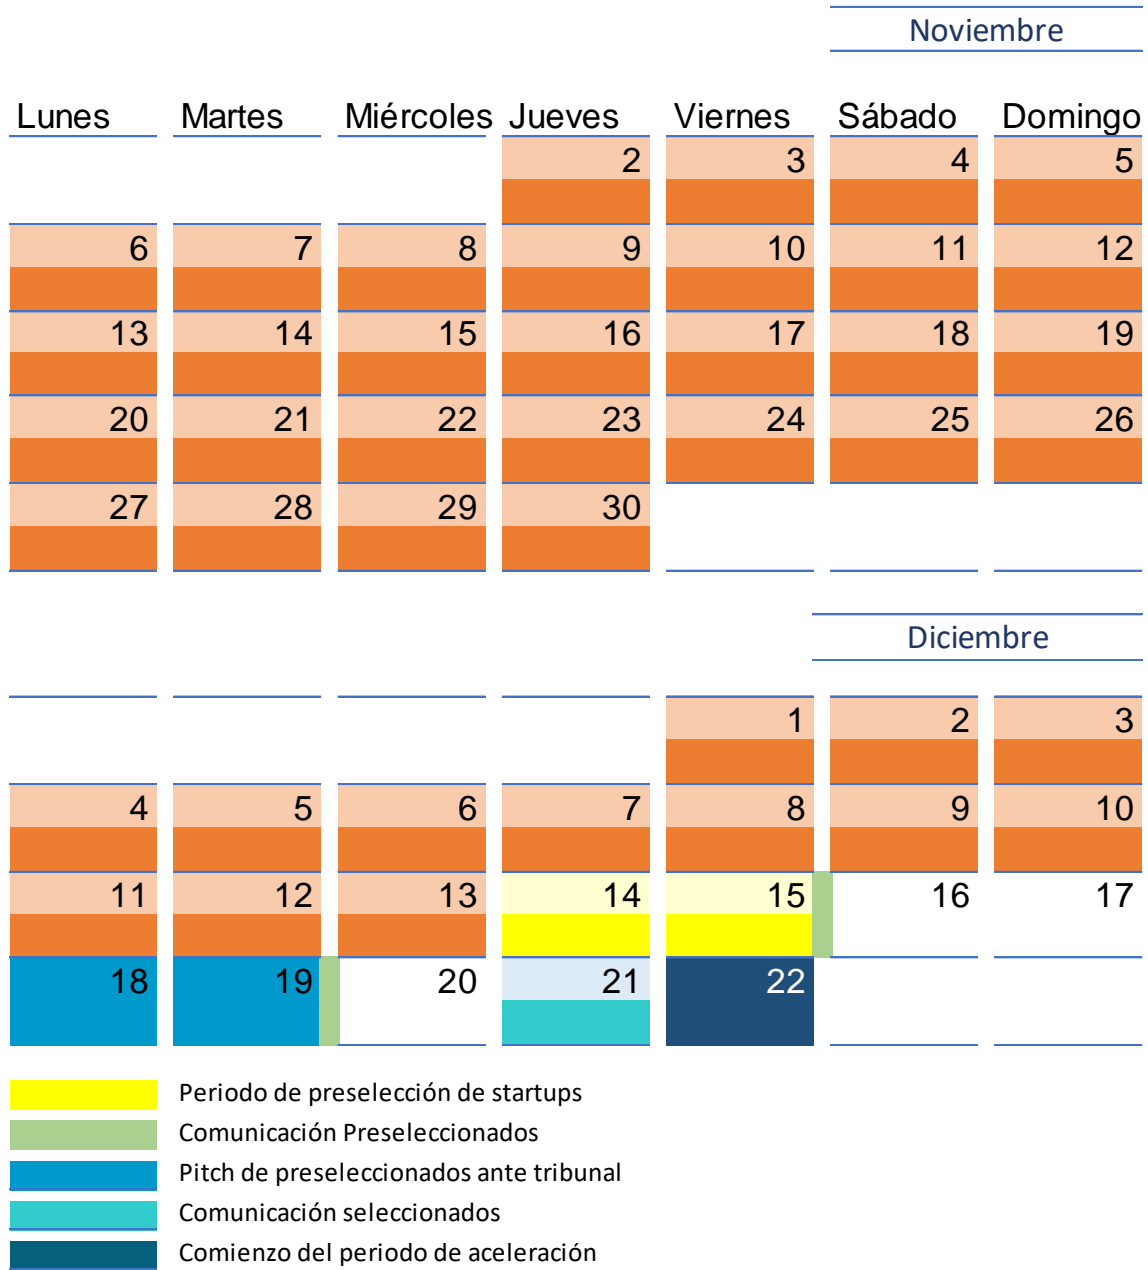 Noviembre
Lunes Martes Miércoles Jueves Viernes Sábado Domingo
2 3 4 5
6 7 8 9 10 11 12
13 14 15 16 17 18 19
20 21 22 23 24 25 26
27 28 29 30
Diciembre
1 2 3
4 5 6 7 8 9 10
11 12 13 14 15 16 17
18 19 20 21 22
Periodo de preselección de startups
Comunicación Preseleccionados
Pitch de preseleccionados ante tribunal
Comunicación seleccionados
Comienzo del periodo de aceleración